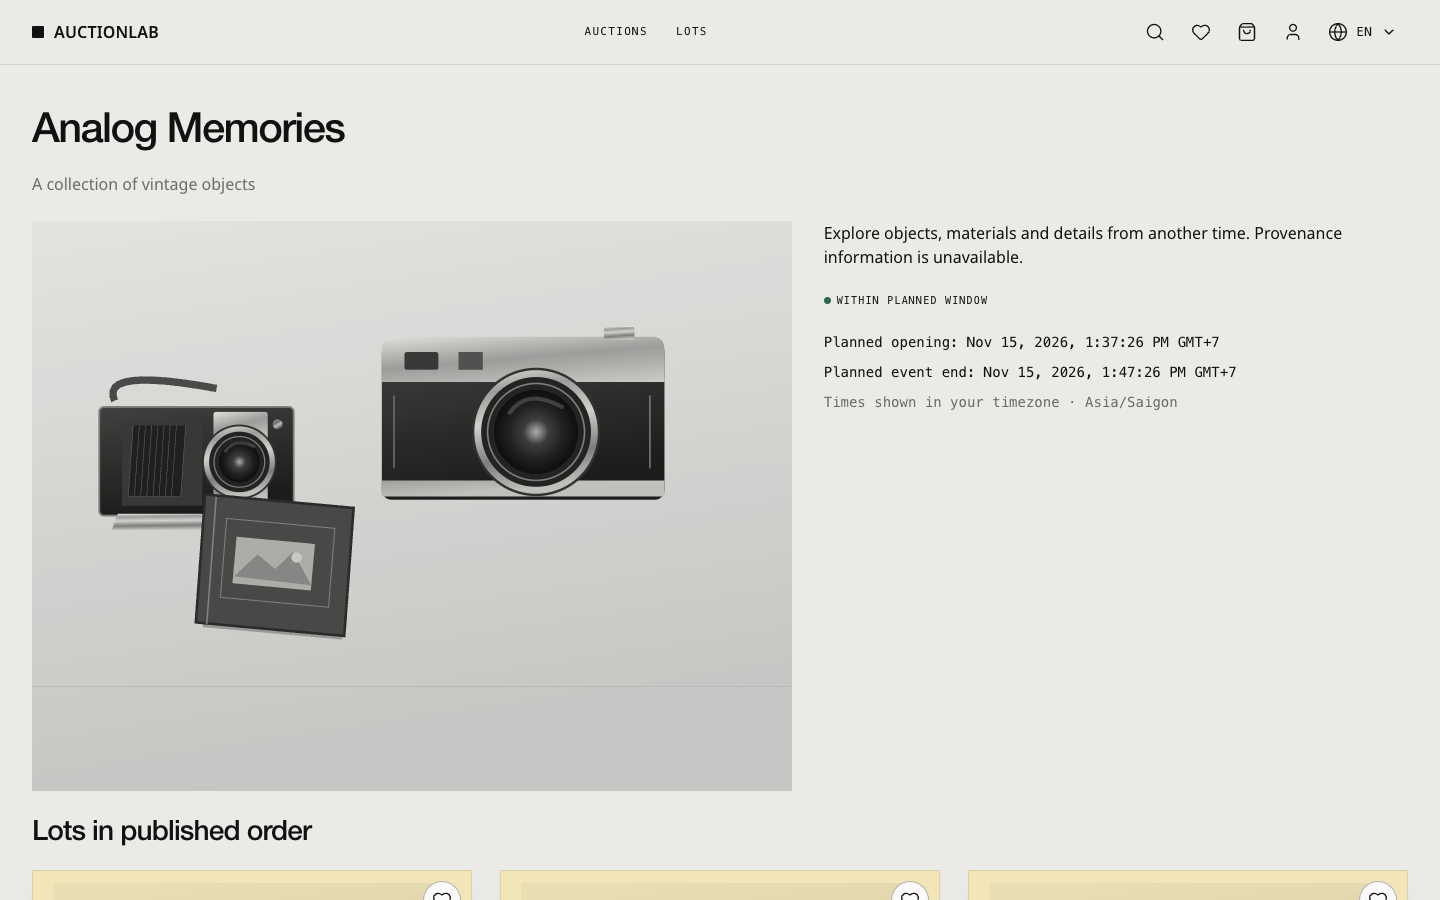 AUCTIONLAB
AUCTIONS
LOTS
EN
Analog Memories
A collection of vintage objects
Explore objects, materials and details from another time. Provenance
information is unavailable.
WITHIN PLANNED WINDOW
Planned opening: Nov 15, 2026, 1:37:26 PM GMT+7
Planned event end: Nov 15, 2026, 1:47:26 PM GMT+7
Times shown in your timezone · Asia/Saigon
Lots in published order